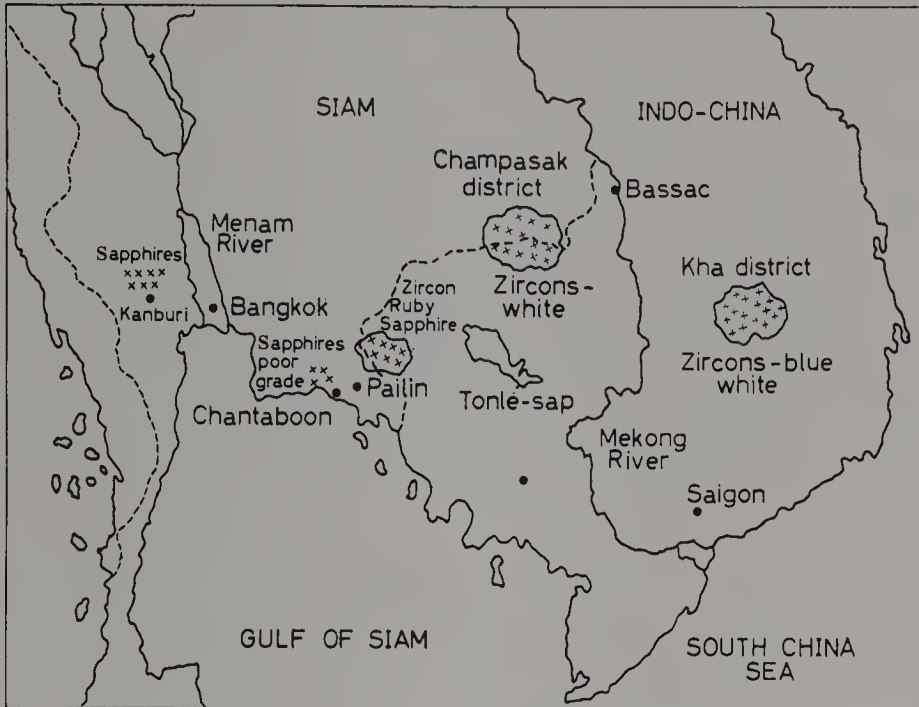 SIAM
INDO-CHINA
Champasak
district
Bassac
Menam
River
Sapphires
Kha district
Zircon
Ruby
Sapphire
Zircons-
white
Kanburi
Bangkok
Sapphires
poor
grade
Pailin
Zircons-blue
white
Tonlé-sap
Chantaboon
Mekong
River
Saigon
GULF OF SIAM
SOUTH CHINA
SEA